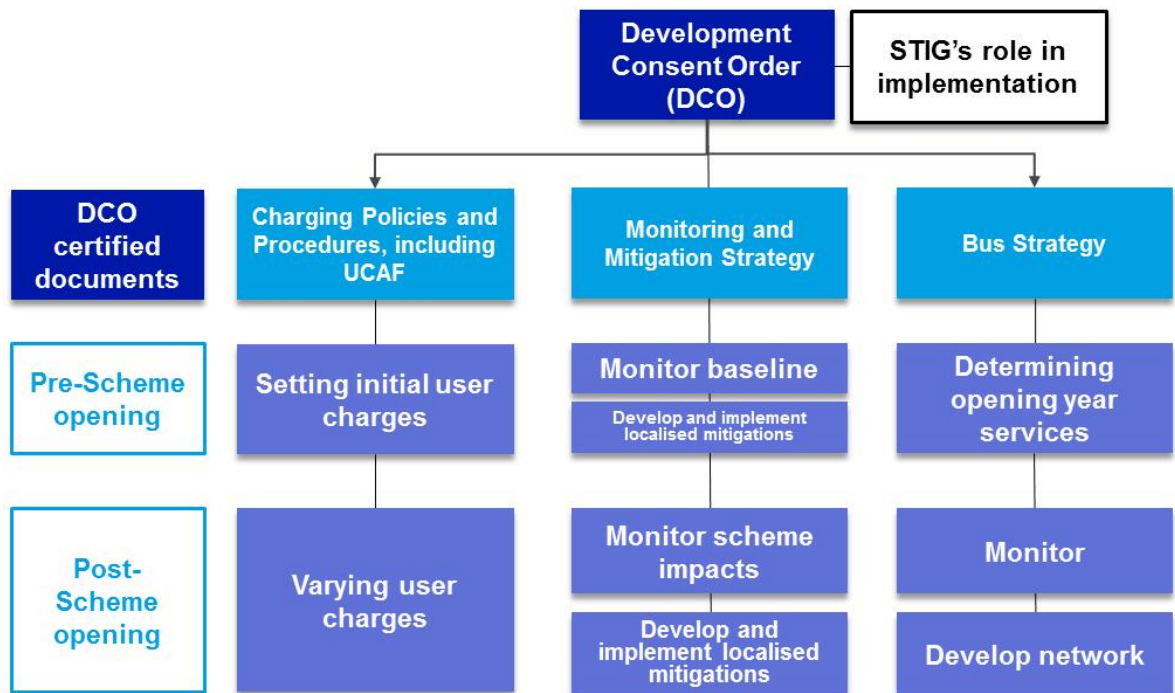 Development
Consent Order
(DCO)
STIG's role in
implementation
DCO
certified
documents
Charging Policies and
Procedures, including
UCAF
Monitoring and
Mitigation Strategy
Bus Strategy
Pre-Scheme
opening
Setting initial user
charges
Monitor baseline
Develop and implement
localised mitigations
Determining
opening year
services
Post-
Scheme
opening
Varying user
charges
Monitor scheme
impacts
Develop and
implement localised
mitigations
Monitor
Develop network